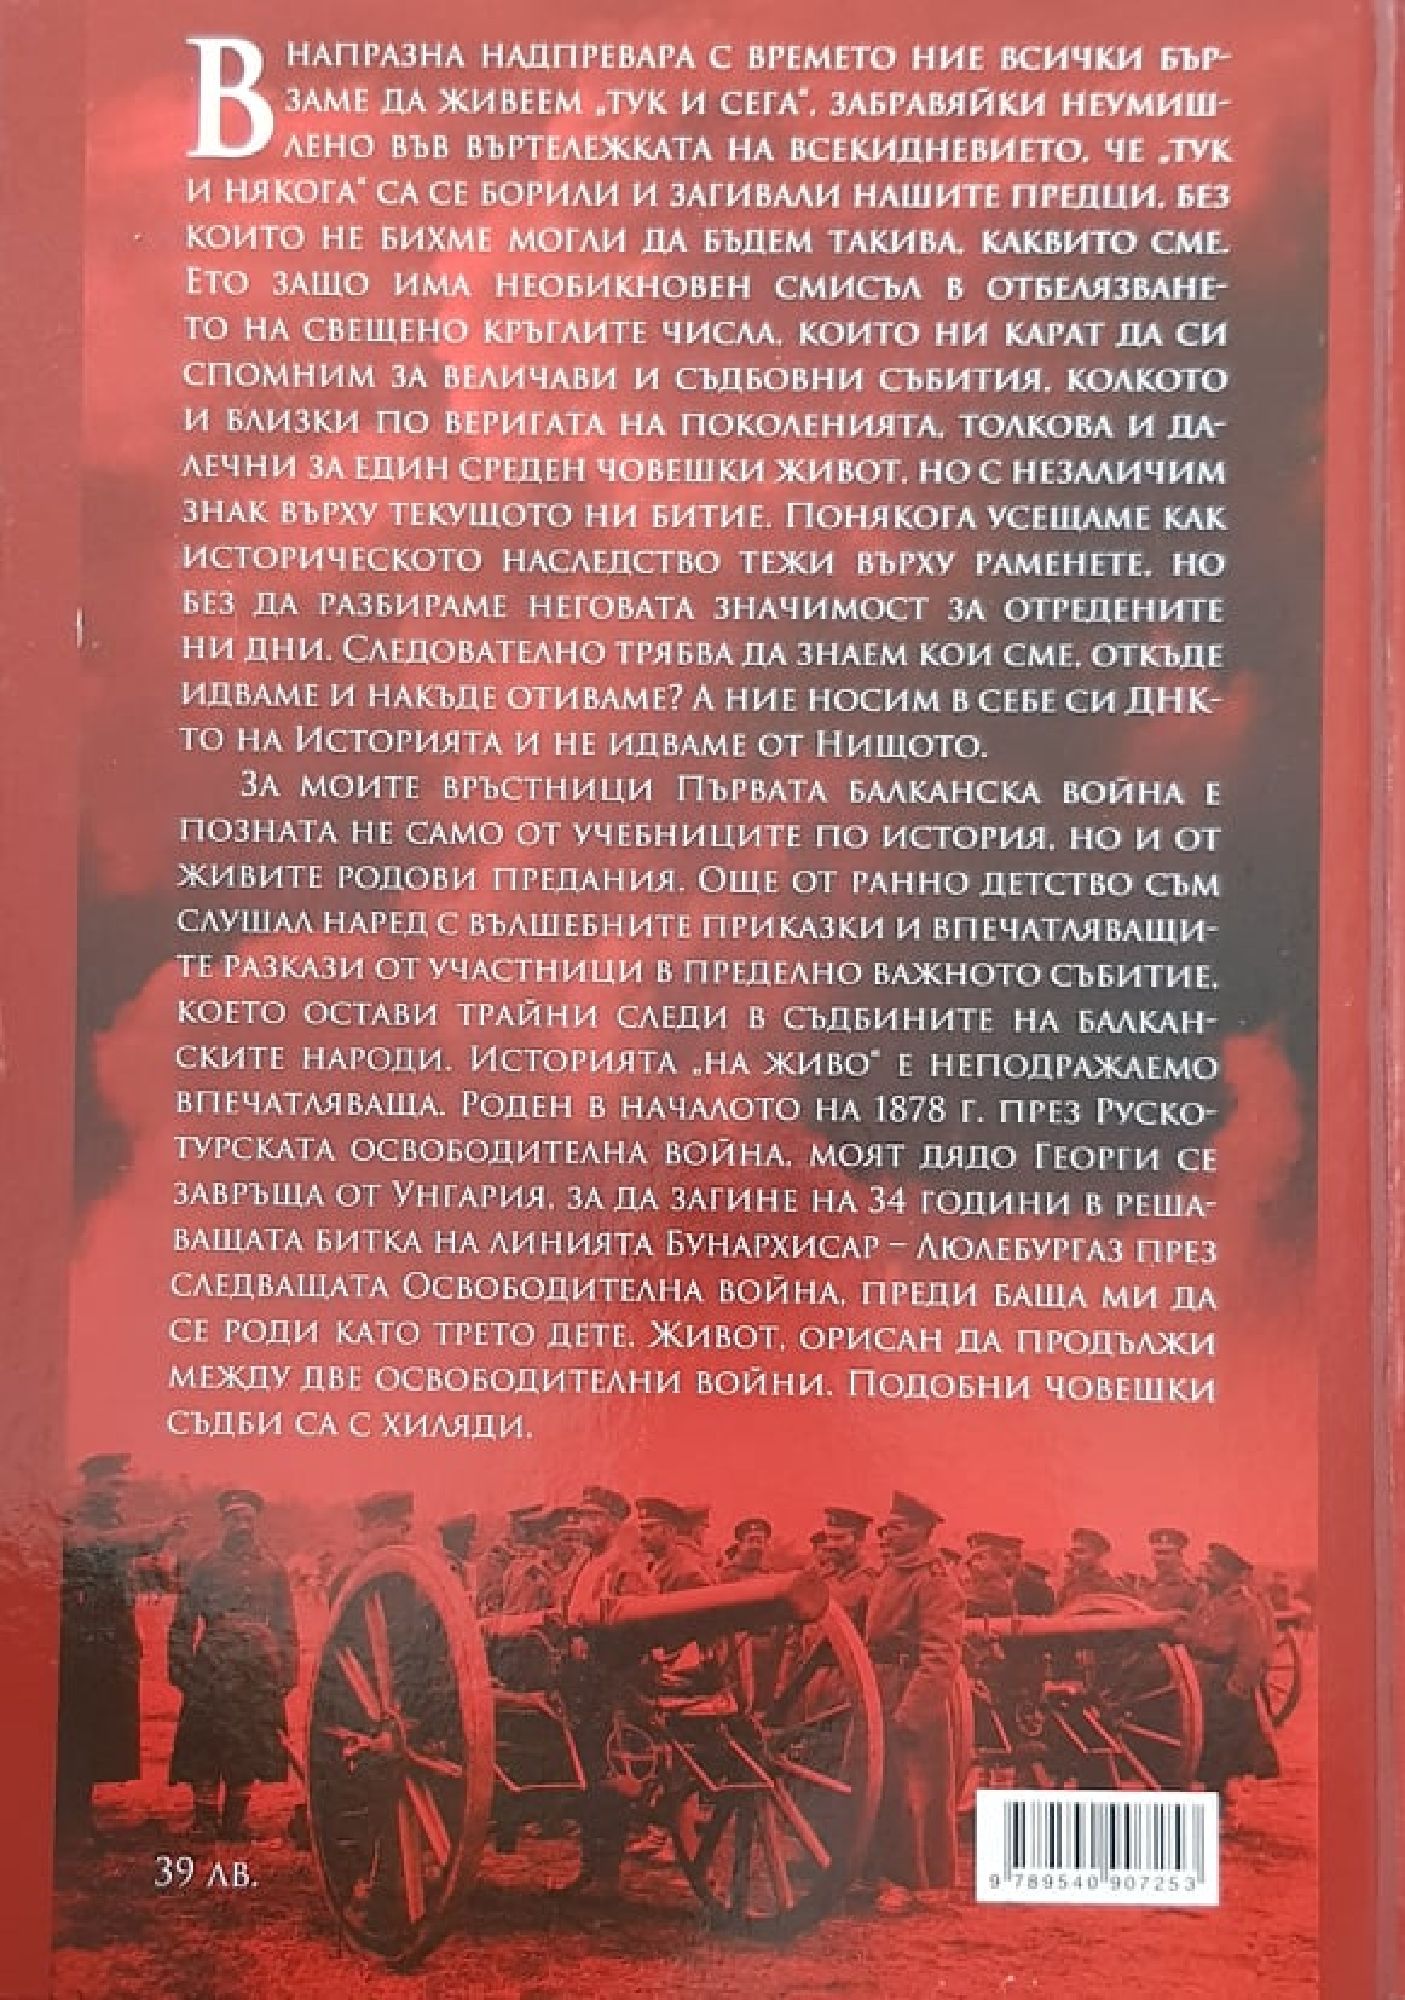 В НАПРАЗНА НАДПРЕВАРА С ВРЕМЕТО НИЕ ВСИЧКИ БЪР-
ЗАМЕ ДА ЖИВЕЕМ „ТУК И СЕГА“, ЗАБРАВЯЙКИ НЕУМИШ-
ЛЕНО ВЪВ ВЪРТЕЛЕЖКАТА НА ВСЕКИДНЕВИЕТО, ЧЕ „ТУК
И НЯКОГА“ СА СЕ БОРИЛИ И ЗАГИВАЛИ НАШИТЕ ПРЕДЦИ, БЕЗ
КОИТО НЕ БИХМЕ МОГЛИ ДА БЪДЕМ ТАКИВА, КАКВИТО СМЕ.
ЕТО ЗАЩО ИМА НЕОБИКНОВЕН СМИСЪЛ В ОТБЕЛЯЗВАНЕ-
ТО НА СВЕЩЕНО КРЪГЛИТЕ ЧИСЛА, КОИТО НИ КАРАТ ДА СИ
СПОМНИМ ЗА ВЕЛИЧАВИ И СЪДБОВНИ СЪБИТИЯ, КОЛКОТО
И БЛИЗКИ ПО ВЕРИГАТА НА ПОКОЛЕНИЯТА, ТОЛКОВА И ДА-
ЛЕЧНИ ЗА ЕДИН СРЕДЕН ЧОВЕШКИ ЖИВОТ, НО С НЕЗАЛИЧИМ
ЗНАК ВЪРХУ ТЕКУЩОТО НИ БИТИЕ. ПОНЯКОГА УСЕЩАМЕ КАК
ИСТОРИЧЕСКОТО НАСЛЕДСТВО ТЕЖИ ВЪРХУ РАМЕНЕТЕ, НО
БЕЗ ДА РАЗБИРАМЕ НЕГОВАТА ЗНАЧИМОСТ ЗА ОТРЕДЕНИТЕ
НИ ДНИ. СЛЕДОВАТЕЛНО ТРЯБВА ДА ЗНАЕМ КОИ СМЕ, ОТКЪДЕ
ИДВАМЕ И НАКЪДЕ ОТИВАМЕ? А НИЕ НОСИМ В СЕБЕ СИ ДНК-
ТО НА ИСТОРИЯТА И НЕ ИДВАМЕ ОТ НИЩОТО.
ЗА МОИТЕ ВРЪСТНИЦИ ПЪРВАТА БАЛКАНСКА ВОЙНА Е
ПОЗНАТА НЕ САМО ОТ УЧЕБНИЦИТЕ ПО ИСТОРИЯ, НО И ОТ
ЖИВИТЕ РОДОВИ ПРЕДАНИЯ. ОЩЕ ОТ РАННО ДЕТСТВО СЪМ
СЛУШАЛ НАРЕД С ВЪЛШЕБНИТЕ ПРИКАЗКИ И ВПЕЧАТЛЯВАЩИ-
ТЕ РАЗКАЗИ ОТ УЧАСТНИЦИ В ПРЕДЕЛНО ВАЖНОТО СЪБИТИЕ,
КОЕТО ОСТАВИ ТРАЙНИ СЛЕДИ В СЪДБИНИТЕ НА БАЛКАН-
СКИТЕ НАРОДИ. ИСТОРИЯТА „НА ЖИВО“ Е НЕПОДРАЖАЕМО
ВПЕЧАТЛЯВАЩА. РОДЕН В НАЧАЛОТО НА 1878 Г. ПРЕЗ РУСКО-
ТУРСКАТА ОСВОБОДИТЕЛНА ВОЙНА, МОЯТ ДЯДО ГЕОРГИ СЕ
ЗАВРЪЩА ОТ УНГАРИЯ, ЗА ДА ЗАГИНЕ НА 34 ГОДИНИ В РЕША-
ВАЩАТА БИТКА НА ЛИНИЯТА БУНАРХИСАР – ЛЮЛЕБУРГАЗ ПРЕЗ
СЛЕДВАЩАТА ОСВОБОДИТЕЛНА ВОЙНА, ПРЕДИ БАЩА МИ ДА
СЕ РОДИ КАТО ТРЕТО ДЕТЕ. ЖИВОТ, ОРИСАН ДА ПРОДЪЛЖИ
МЕЖДУ ДВЕ ОСВОБОДИТЕЛНИ ВОЙНИ. ПОДОБНИ ЧОВЕШКИ
СЪДБИ СА С ХИЛЯДИ.
39 ЛВ.
9 789540 907253